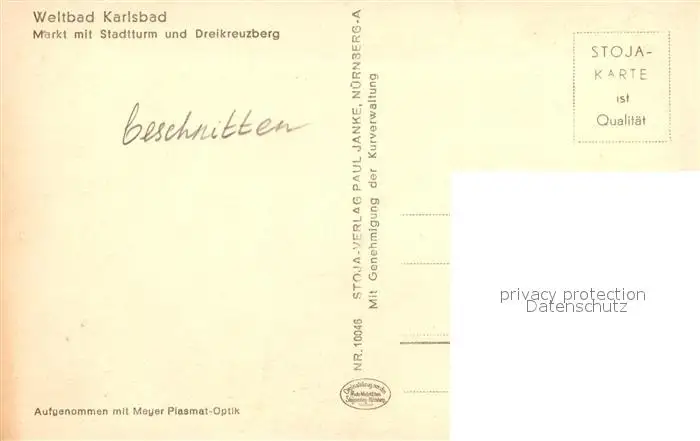 Weltbad Karlsbad
Markt mit Stadtturm und Dreikreuzberg
beschnitten
NR. 10046 STOJA-VERLAG PAUL JANKE, NÜRNBERG-A
Mit Genehmigung der Kurverwaltung
STOJA-
KARTE
ist
Qualität
privacy protection
Datenschutz
Aufgenommen mit Meyer Plasmat-Optik